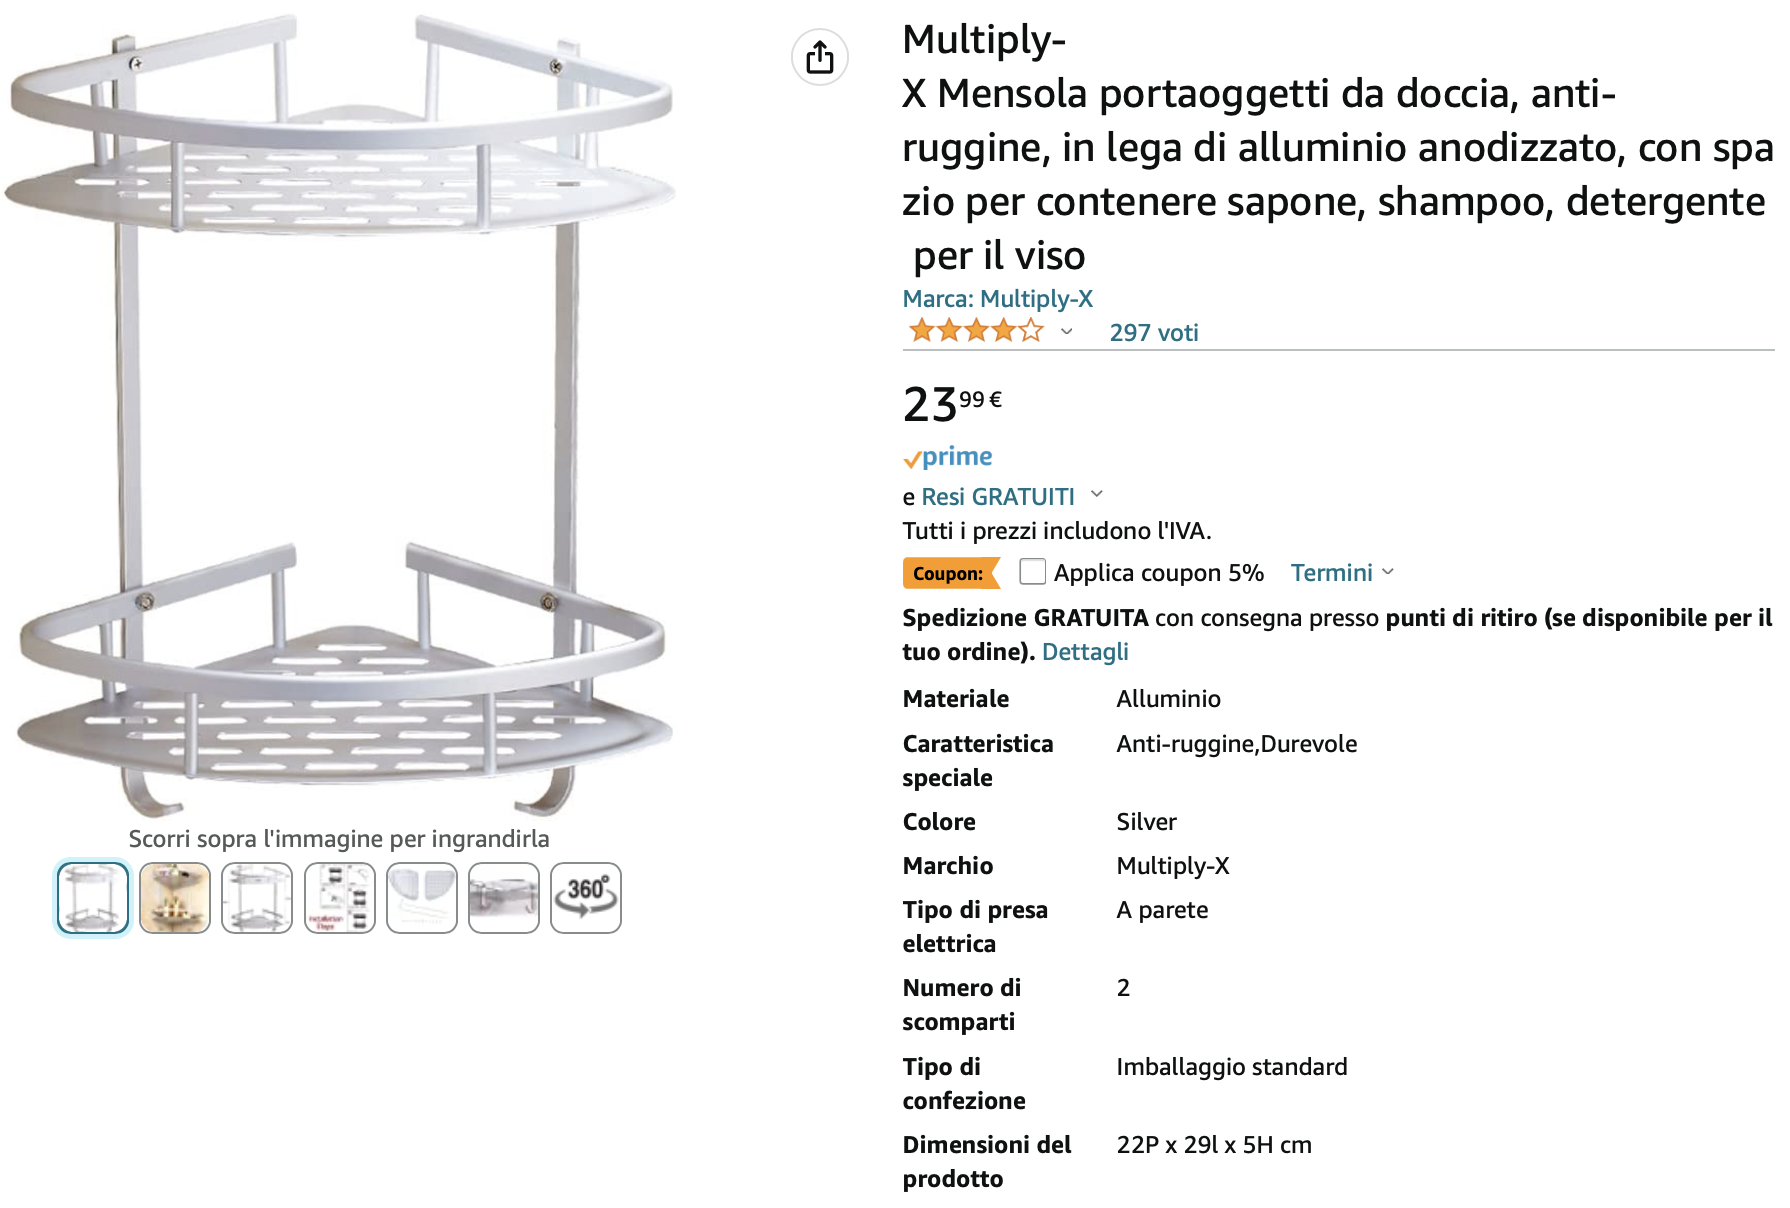 Multiply-
X Mensola portaoggetti da doccia, anti-
ruggine, in lega di alluminio anodizzato, con spa
zio per contenere sapone, shampoo, detergente
per il viso
Marca: Multiply-X
297 voti
23 99 €
prime
e Resi GRATUITI
Tutti i prezzi includono l'IVA.
Coupon: Applica coupon 5% Termini
Spedizione GRATUITA con consegna presso punti di ritiro (se disponibile per il
tuo ordine). Dettagli
Materiale Alluminio
Caratteristica Anti-ruggine,Durevole
speciale
Colore Silver
Marchio Multiply-X
Tipo di presa A parete
elettrica
Numero di 2
scomparti
Tipo di Imballaggio standard
confezione
Dimensioni del 22P x 29l x 5H cm
prodotto
Scorri sopra l'immagine per ingrandirla
Installation
Steps
360°